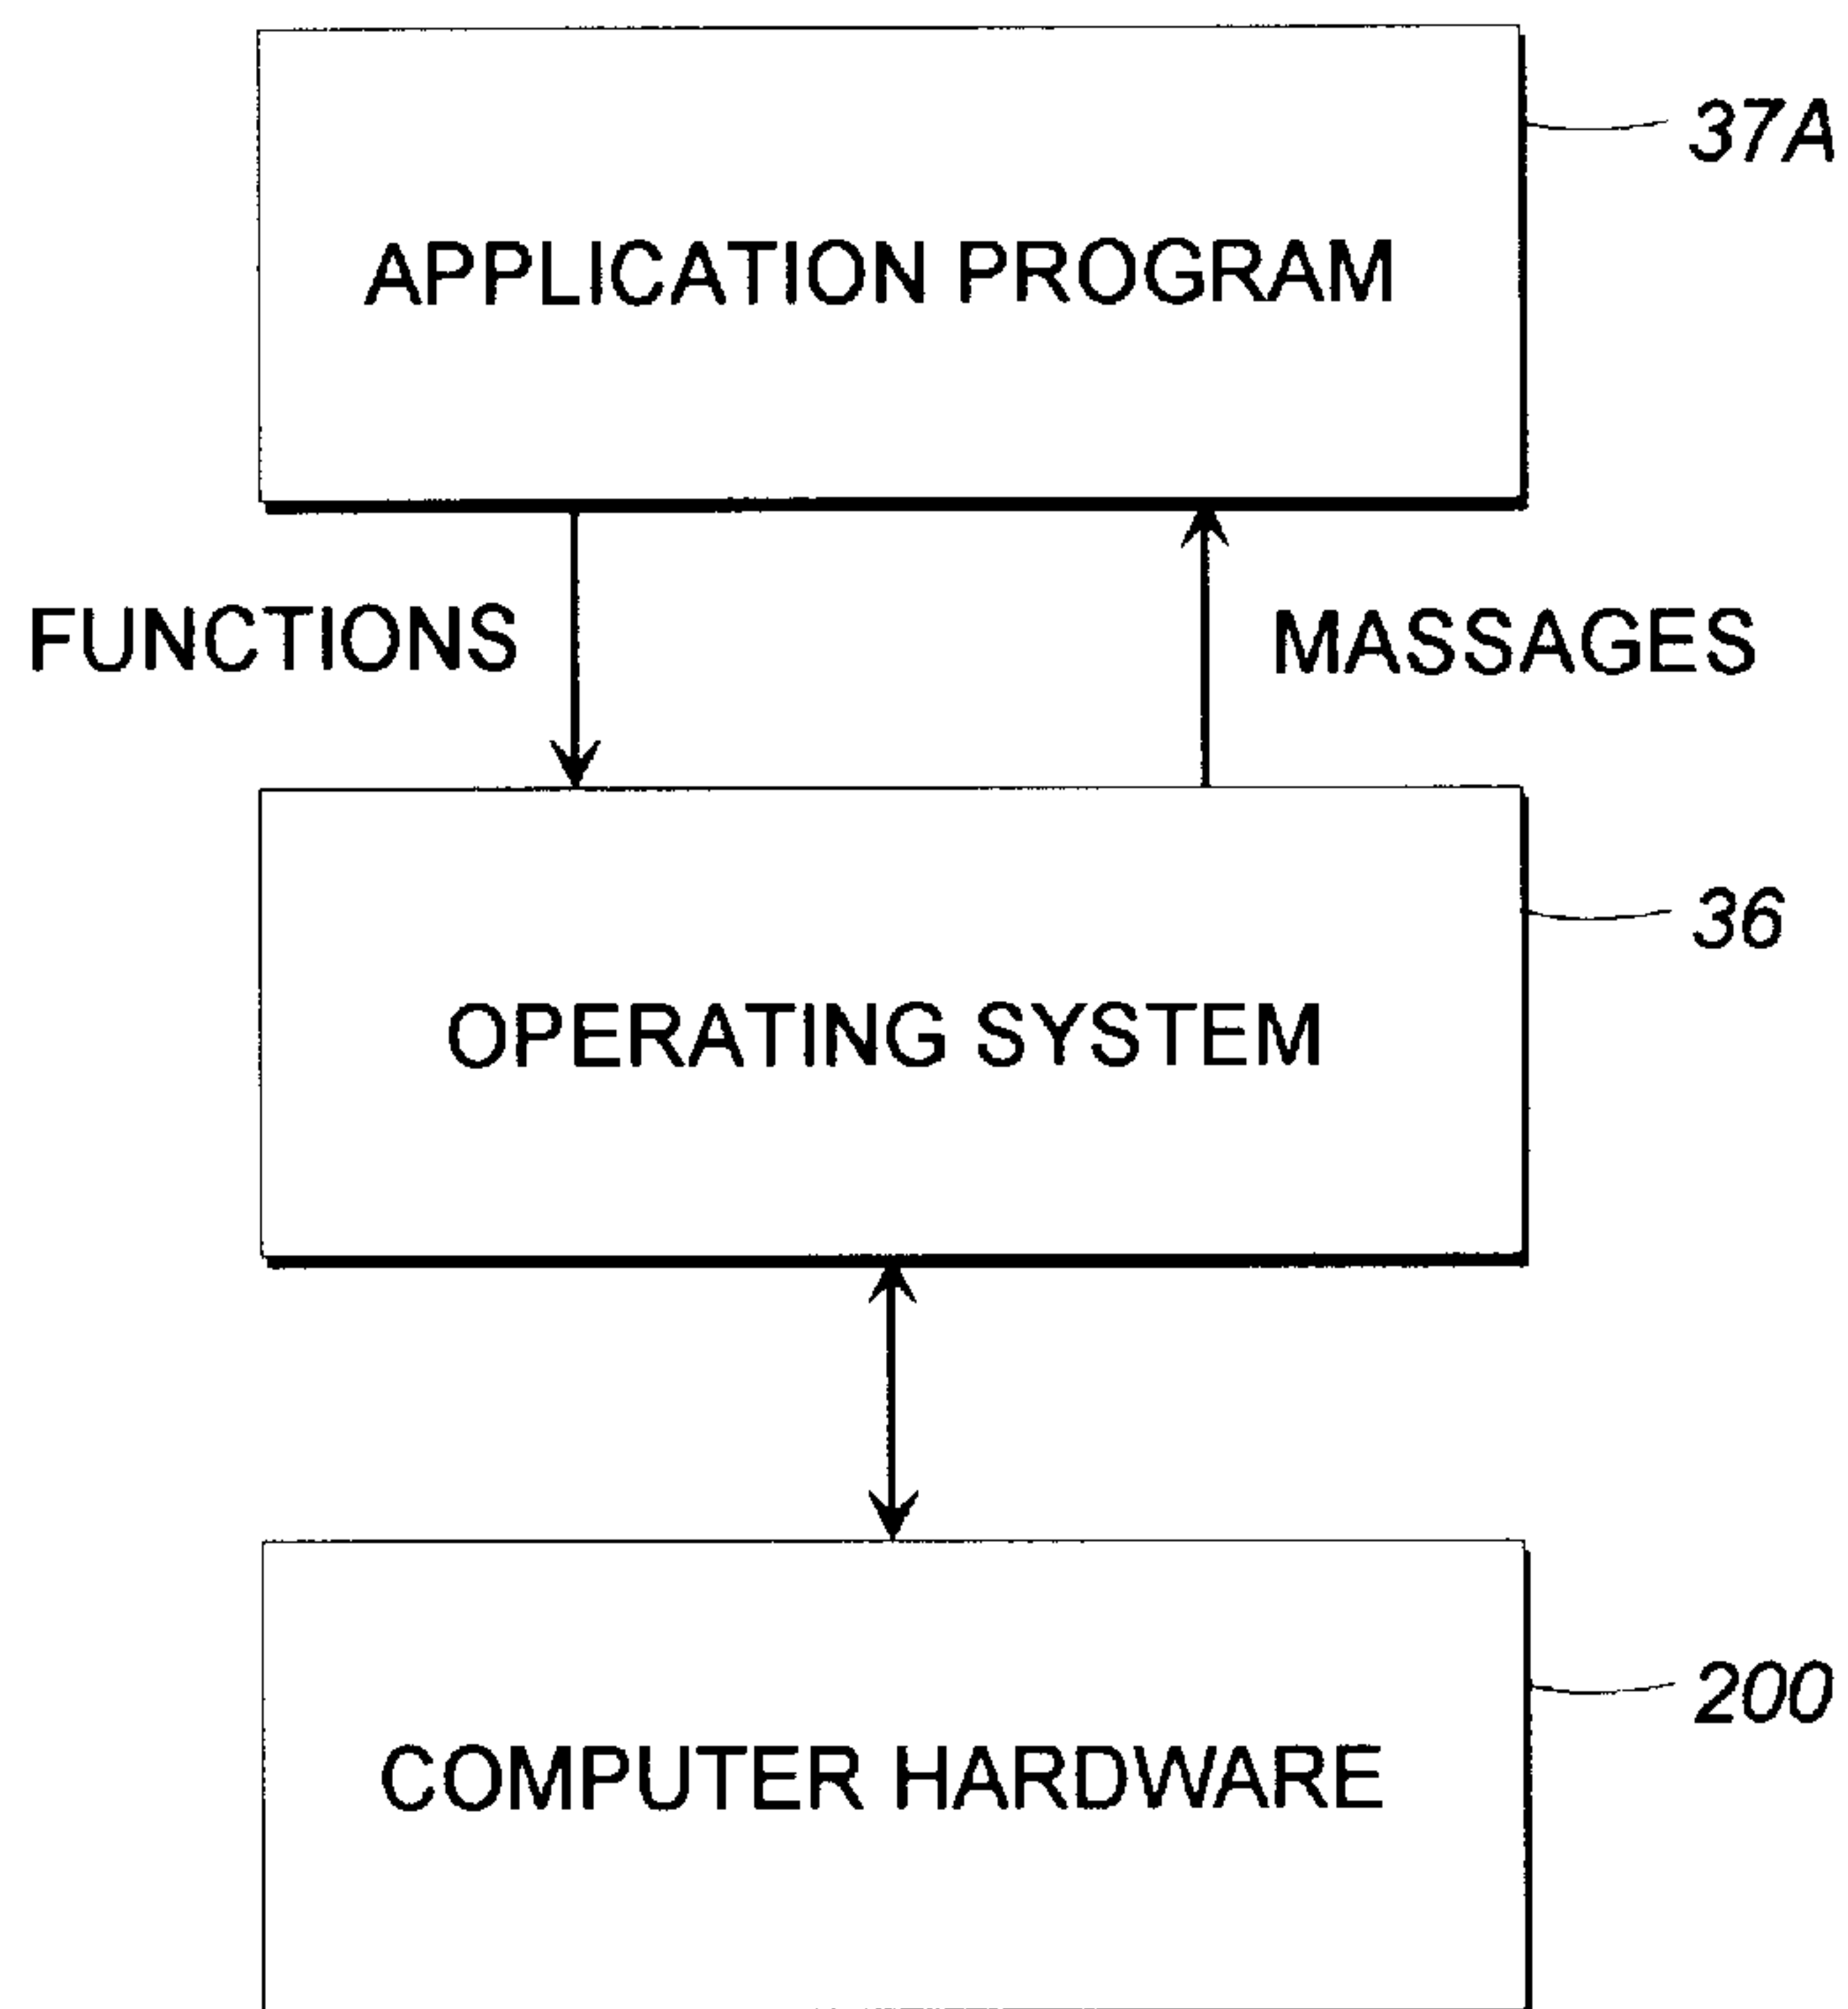 37A
APPLICATION PROGRAM
FUNCTIONS
MASSAGES
36
OPERATING SYSTEM
200
COMPUTER HARDWARE